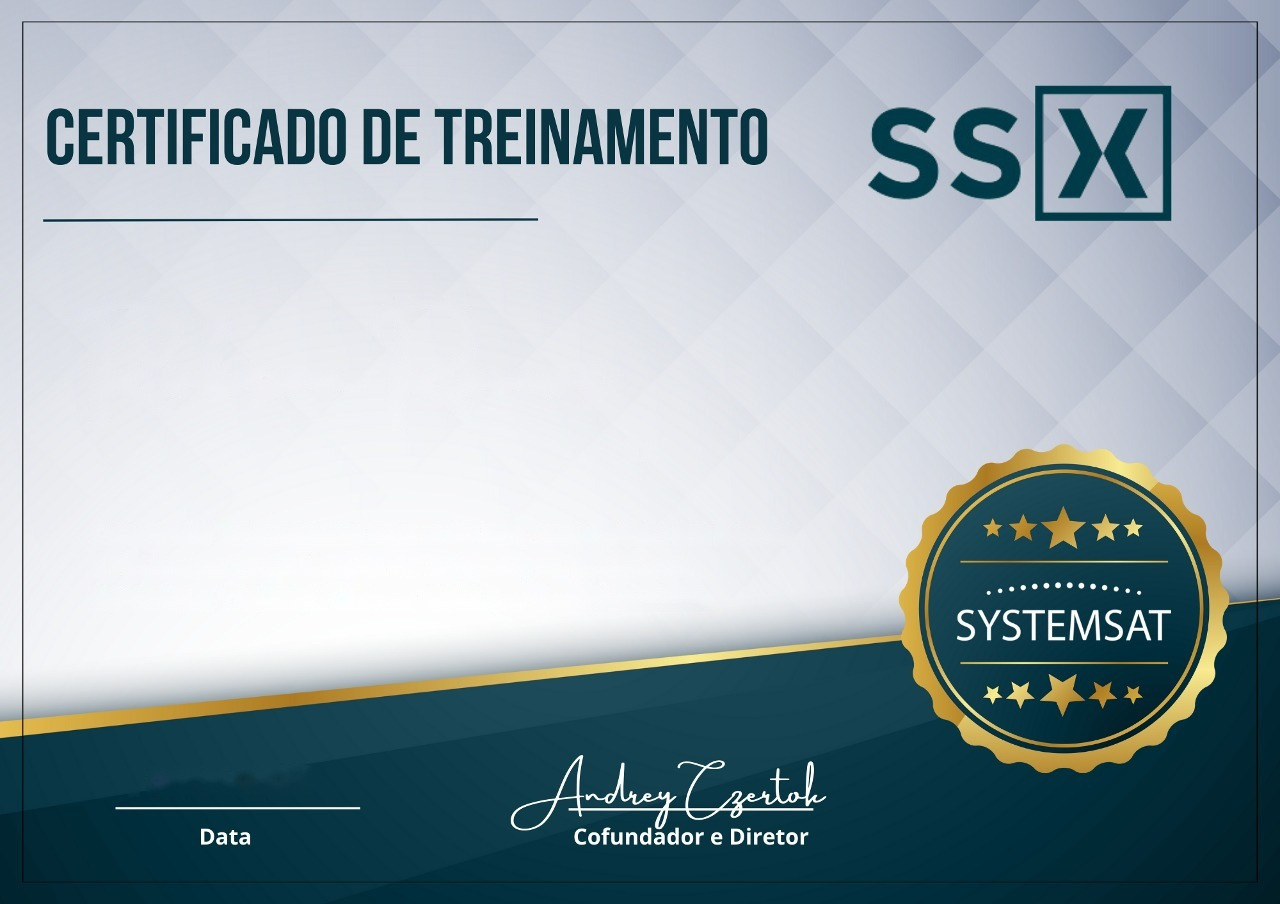 CERTIFICADO DE TREINAMENTO
SSX
SYSTEMSAT
Andrey Czertok
Data
Cofundador e Diretor